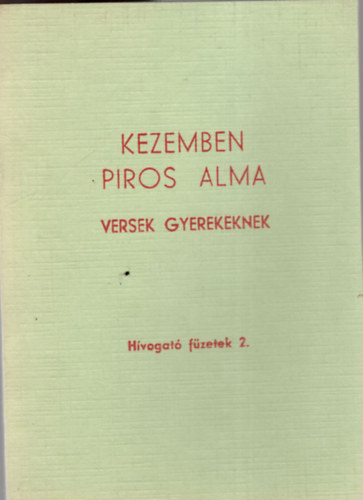 KEZEMBEN
PIROS ALMA
VERSEK GYEREKEKNEK
Hívogató füzetek 2.